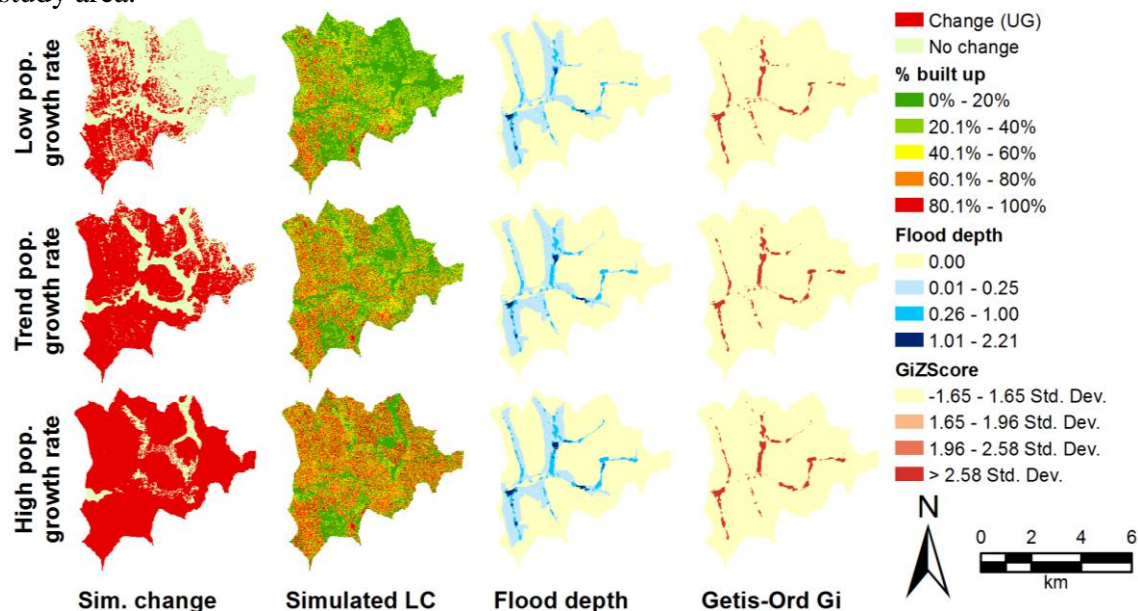 study area.
Low pop.
growth rate
Trend pop.
growth rate
High pop.
growth rate
Sim. change
Simulated LC
Flood depth
Getis-Ord Gi
Change (UG)
No change
% built up
0% - 20%
20.1% - 40%
40.1% - 60%
60.1% - 80%
80.1% - 100%
Flood depth
0.00
0.01 - 0.25
0.26 - 1.00
1.01 - 2.21
GiZScore
-1.65 - 1.65 Std. Dev.
1.65 - 1.96 Std. Dev.
1.96 - 2.58 Std. Dev.
> 2.58 Std. Dev.
N
0 2 4 6
km